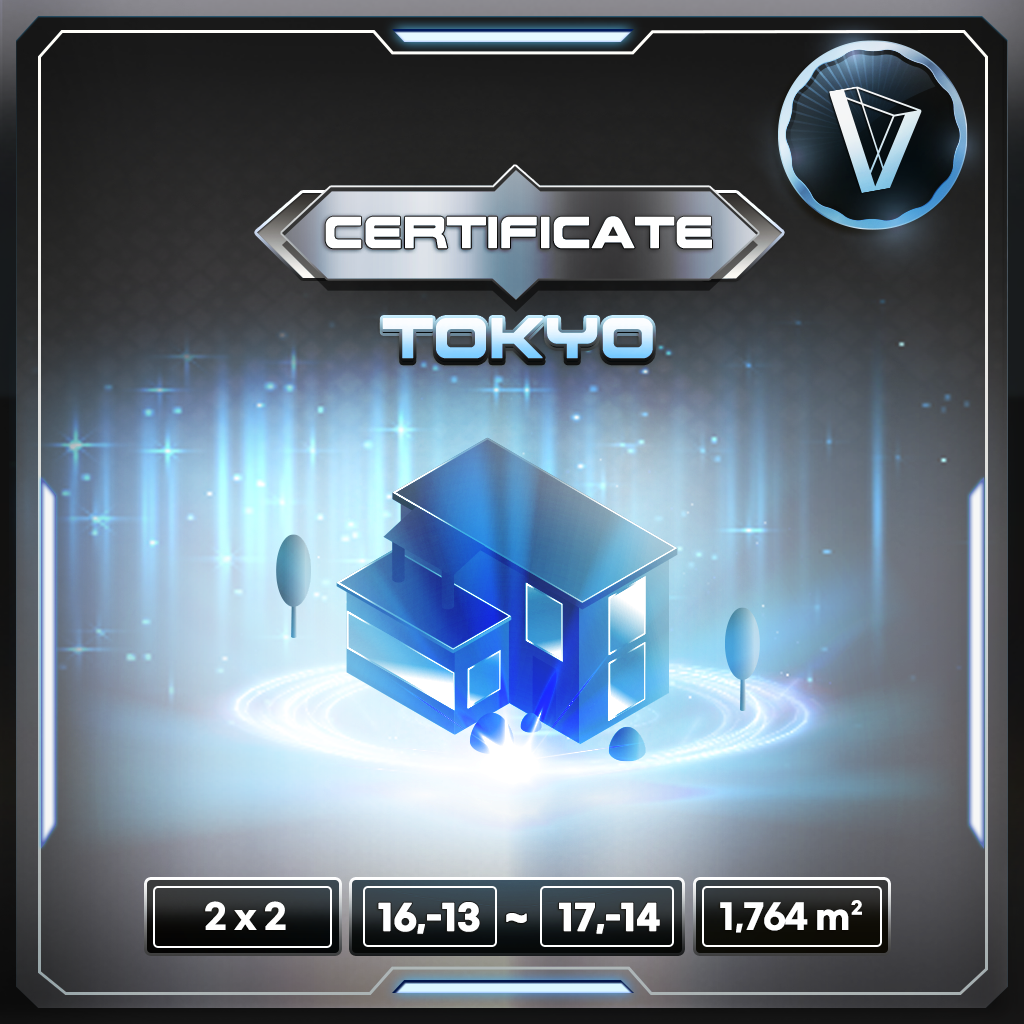 CERTIFICATE
TOKYO
2 x 2
16,-13 ~ 17,-14
1,764 m²